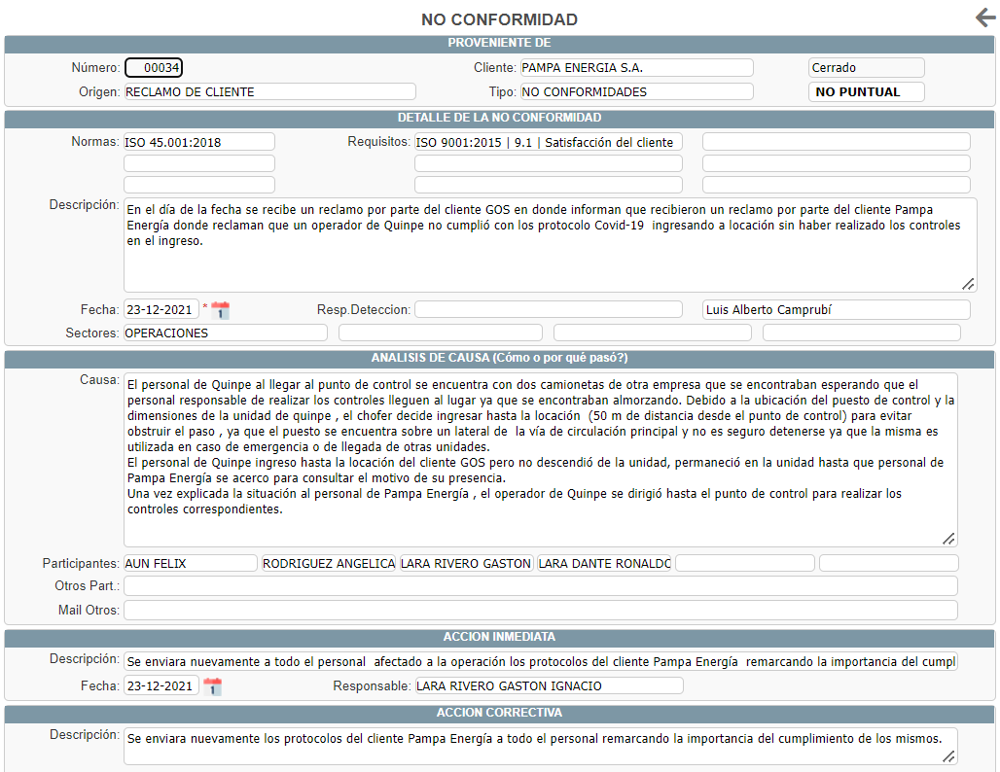 NO CONFORMIDAD
PROVENIENTE DE
Número: 00034 Cliente: PAMPA ENERGIA S.A. Cerrado
Origen: RECLAMO DE CLIENTE Tipo: NO CONFORMIDADES NO PUNTUAL
DETALLE DE LA NO CONFORMIDAD
Normas: ISO 45.001:2018 Requisitos: ISO 9001:2015 | 9.1 | Satisfacción del cliente
Descripción: En el día de la fecha se recibe un reclamo por parte del cliente GOS en donde informan que recibieron un reclamo por parte del cliente Pampa
Energía donde reclaman que un operador de Quinpe no cumplió con los protocolo Covid-19 ingresando a locación sin haber realizado los controles
en el ingreso.
Fecha: 23-12-2021 * 1 Resp.Deteccion: Luis Alberto Camprubí
Sectores: OPERACIONES
ANALISIS DE CAUSA (Cómo o por qué pasó?)
Causa: El personal de Quinpe al llegar al punto de control se encuentra con dos camionetas de otra empresa que se encontraban esperando que el
personal responsable de realizar los controles lleguen al lugar ya que se encontraban almorzando. Debido a la ubicación del puesto de control y la
dimensiones de la unidad de quinpe , el chofer decide ingresar hasta la locación (50 m de distancia desde el punto de control) para evitar
obstruir el paso , ya que el puesto se encuentra sobre un lateral de la vía de circulación principal y no es seguro detenerse ya que la misma es
utilizada en caso de emergencia o de llegada de otras unidades.
El personal de Quinpe ingreso hasta la locación del cliente GOS pero no descendió de la unidad, permaneció en la unidad hasta que personal de
Pampa Energía se acerco para consultar el motivo de su presencia.
Una vez explicada la situación al personal de Pampa Energía , el operador de Quinpe se dirigió hasta el punto de control para realizar los
controles correspondientes.
Participantes: AUN FELIX RODRIGUEZ ANGELICA LARA RIVERO GASTON LARA DANTE RONALDO
Otros Part.:
Mail Otros:
ACCION INMEDIATA
Descripción: Se enviara nuevamente a todo el personal afectado a la operación los protocolos del cliente Pampa Energía remarcando la importancia del cumpl
Fecha: 23-12-2021 1 Responsable: LARA RIVERO GASTON IGNACIO
ACCION CORRECTIVA
Descripción: Se enviara nuevamente los protocolos del cliente Pampa Energía a todo el personal remarcando la importancia del cumplimiento de los mismos.